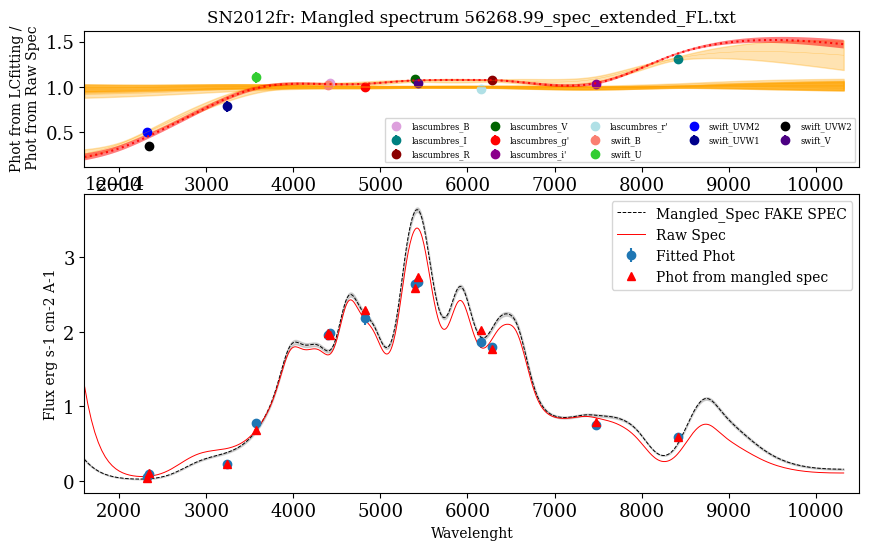 SN2012fr: Mangled spectrum 56268.99_spec_extended_FL.txt
Phot from LCfitting /
Phot from Raw Spec
1.5
1.0
0.5
lascumbres_B
lascumbres_I
lascumbres_R
lascumbres_V
lascumbres_g'
lascumbres_i'
lascumbres_r'
swift_B
swift_U
swift_UVM2
swift_UVW1
swift_UVW2
swift_V
2000 3000 4000 5000 6000 7000 8000 9000 10000
1e−14
Flux erg s-1 cm-2 A-1
3
2
1
0
Mangled_Spec FAKE SPEC
Raw Spec
Fitted Phot
Phot from mangled spec
2000 3000 4000 5000 6000 7000 8000 9000 10000
Wavelenght